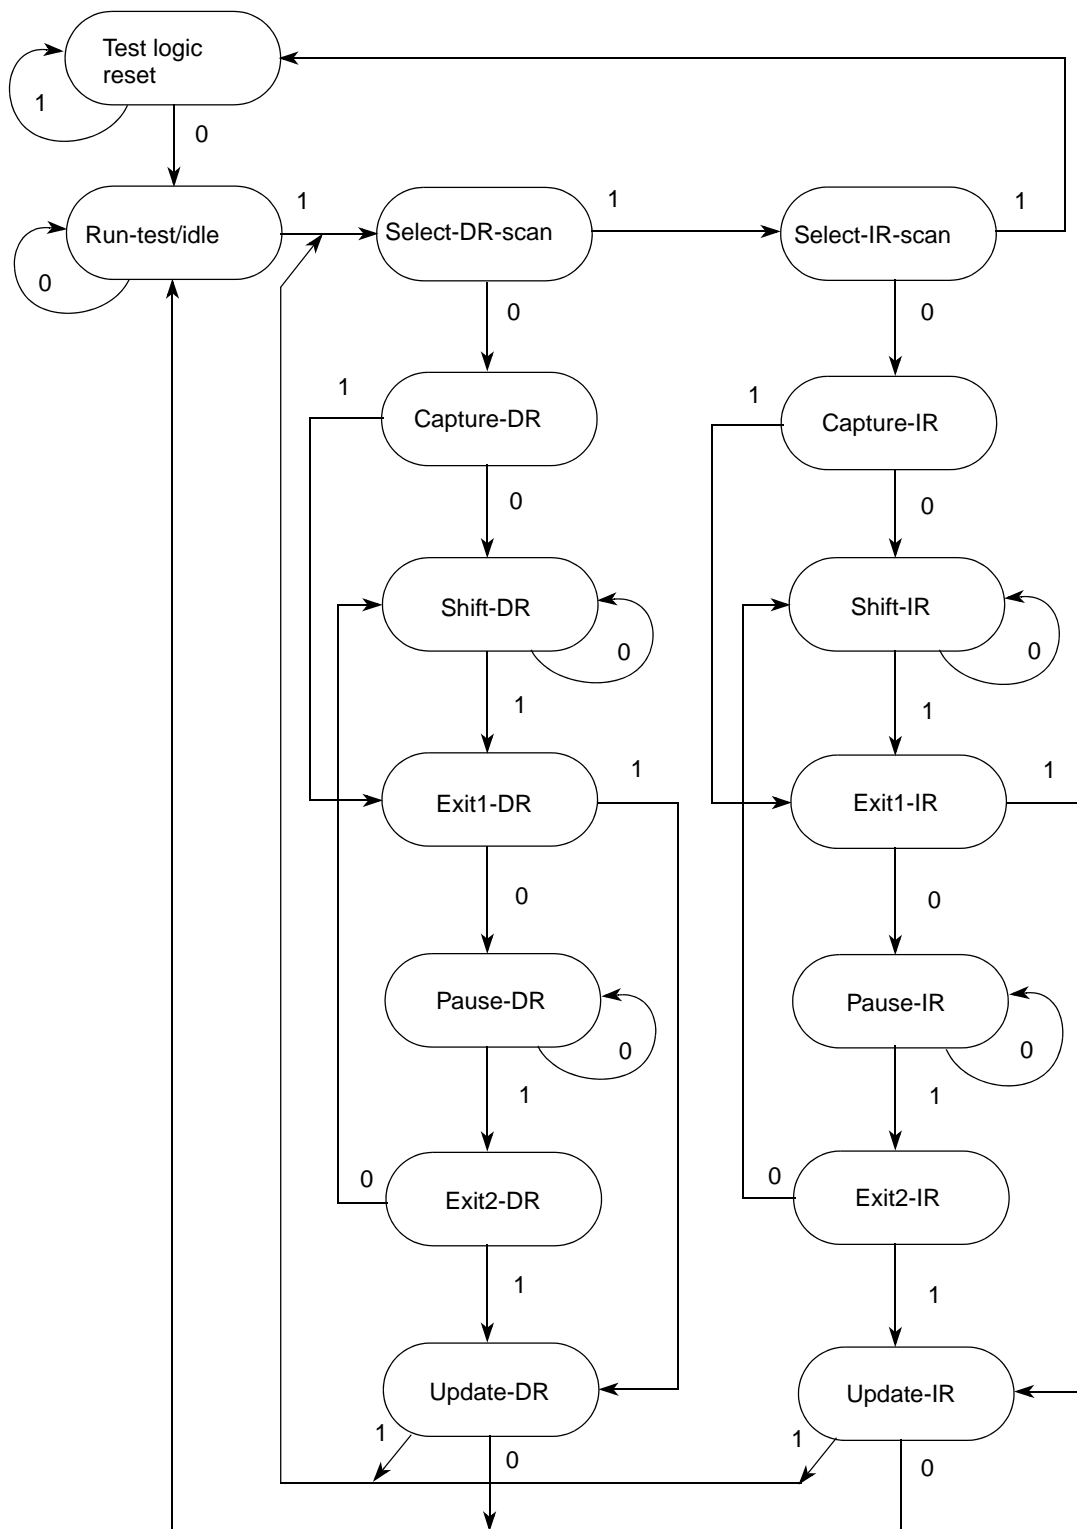 Test logic
reset
1
0
Run-test/idle
1
Select-DR-scan
1
Select-IR-scan
1
0
0
0
1
Capture-DR
1
Capture-IR
0
0
Shift-DR
0
Shift-IR
0
1
1
Exit1-DR
1
Exit1-IR
1
0
0
Pause-DR
0
Pause-IR
0
1
1
0
Exit2-DR
0
Exit2-IR
1
1
Update-DR
Update-IR
1
0
1
0